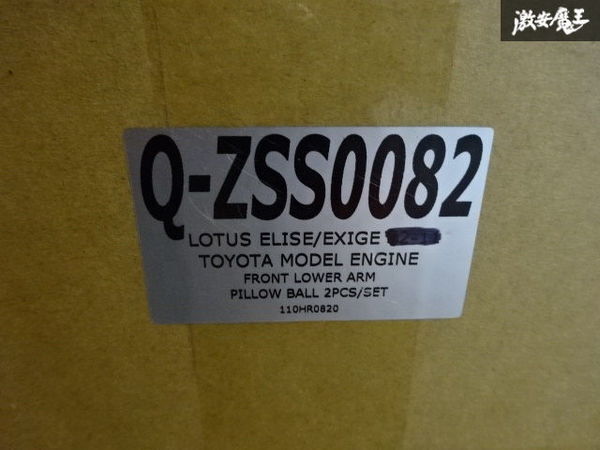 激安魔王
Q-ZSS0082
LOTUS ELISE/EXIGE
TOYOTA MODEL ENGINE
FRONT LOWER ARM
PILLOW BALL 2PCS/SET
110HR0820